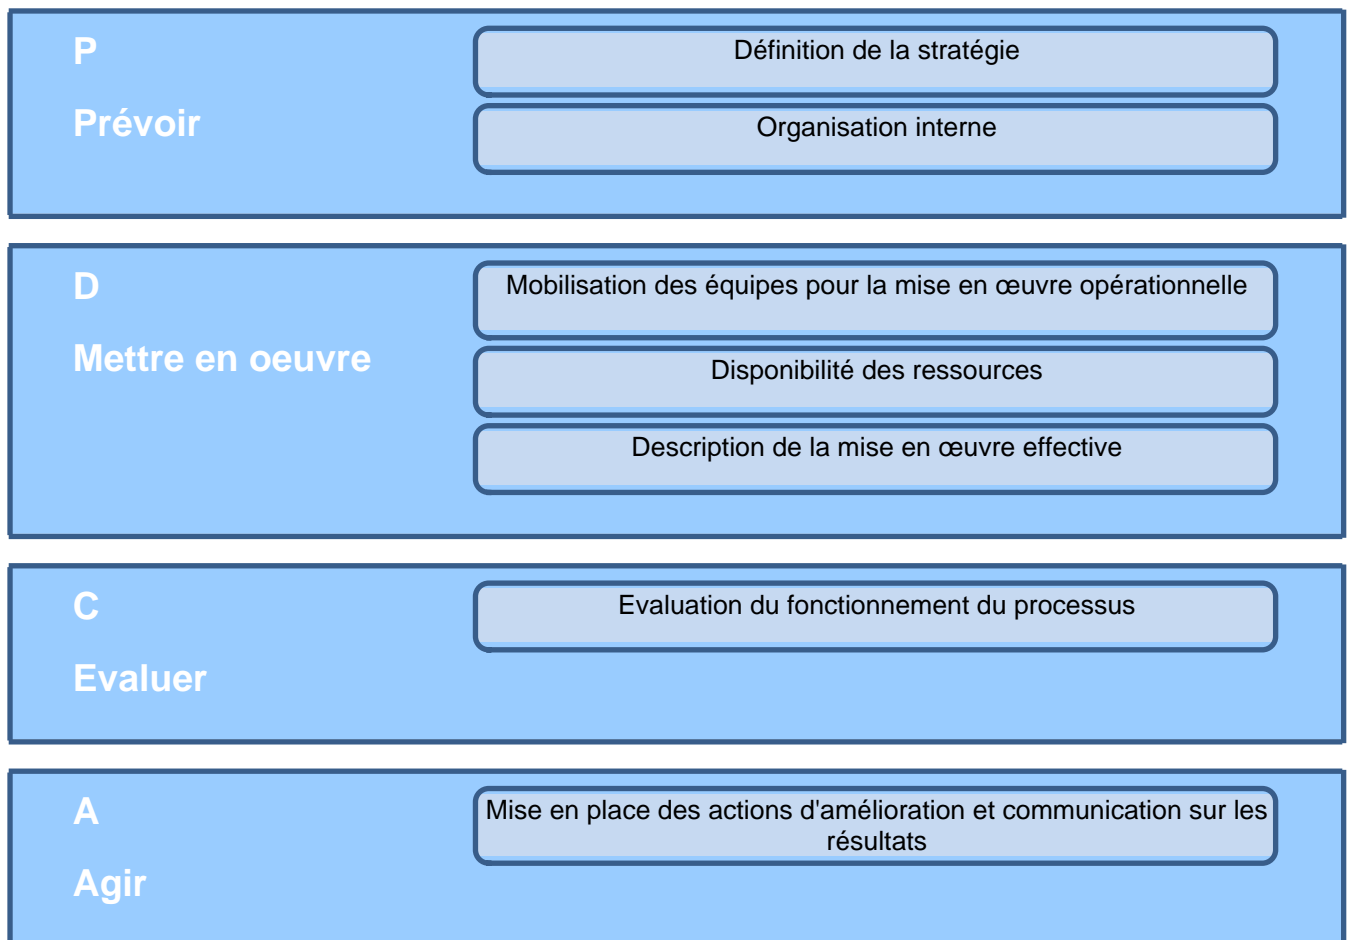 P
Prévoir
Définition de la stratégie
Organisation interne
D
Mettre en oeuvre
Mobilisation des équipes pour la mise en œuvre opérationnelle
Disponibilité des ressources
Description de la mise en œuvre effective
C
Evaluer
Evaluation du fonctionnement du processus
A
Agir
Mise en place des actions d'amélioration et communication sur les
résultats